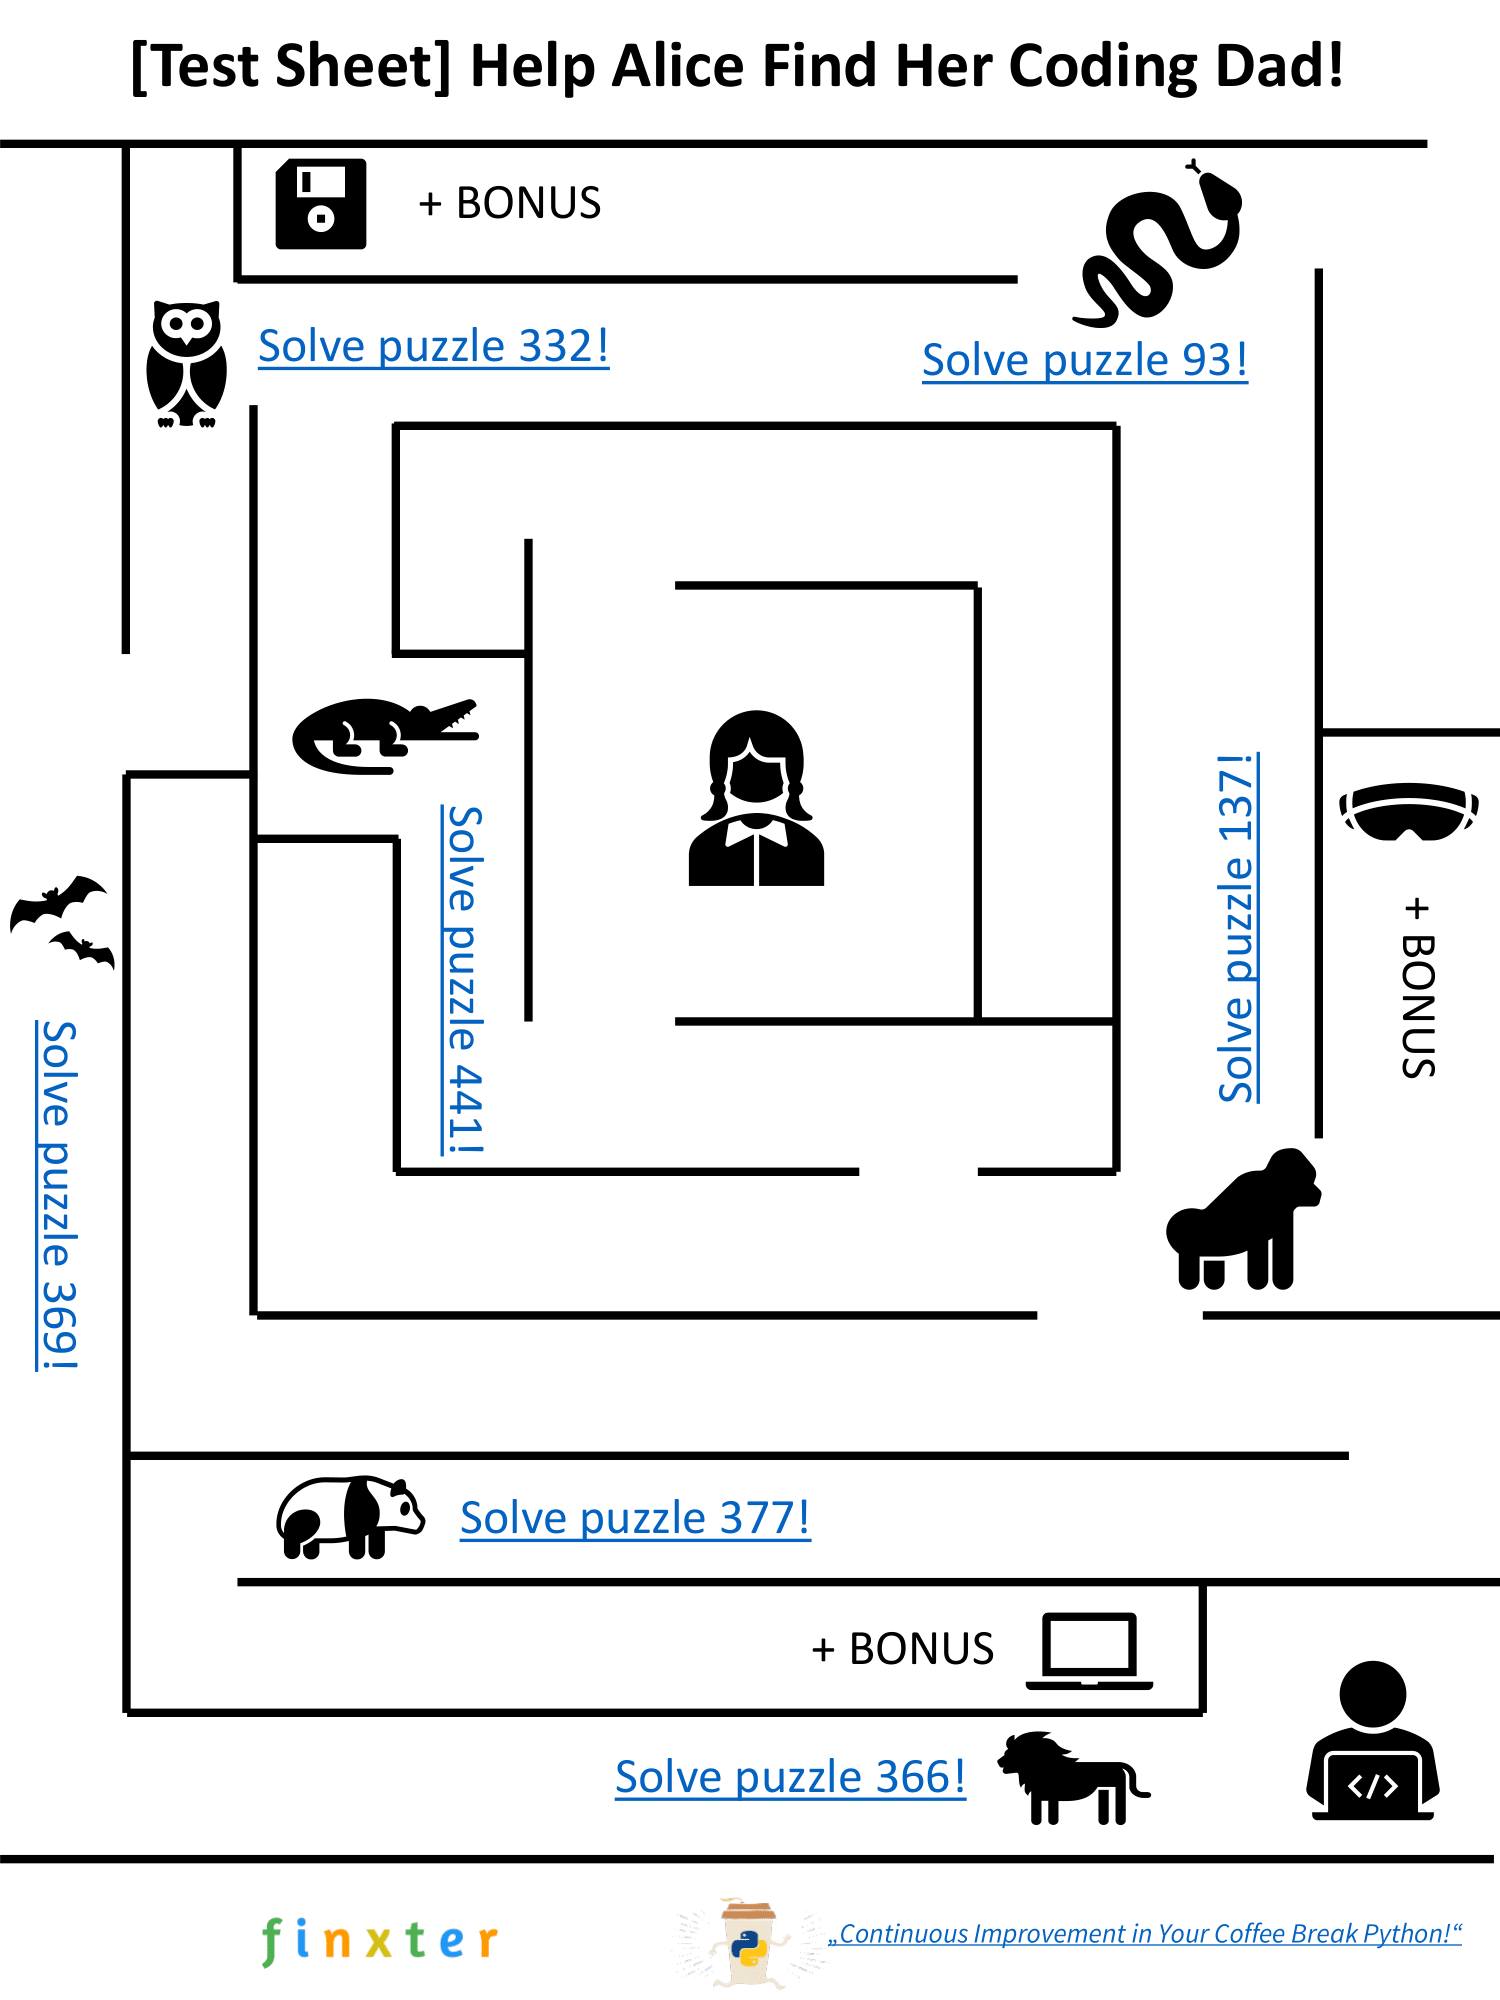 [Test Sheet] Help Alice Find Her Coding Dad!
+ BONUS
Solve puzzle 332!
Solve puzzle 93!
Solve puzzle 137!
+ BONUS
Solve puzzle 441!
Solve puzzle 369!
Solve puzzle 377!
+ BONUS
Solve puzzle 366!
</>
finxter
„Continuous Improvement in Your Coffee Break Python!“